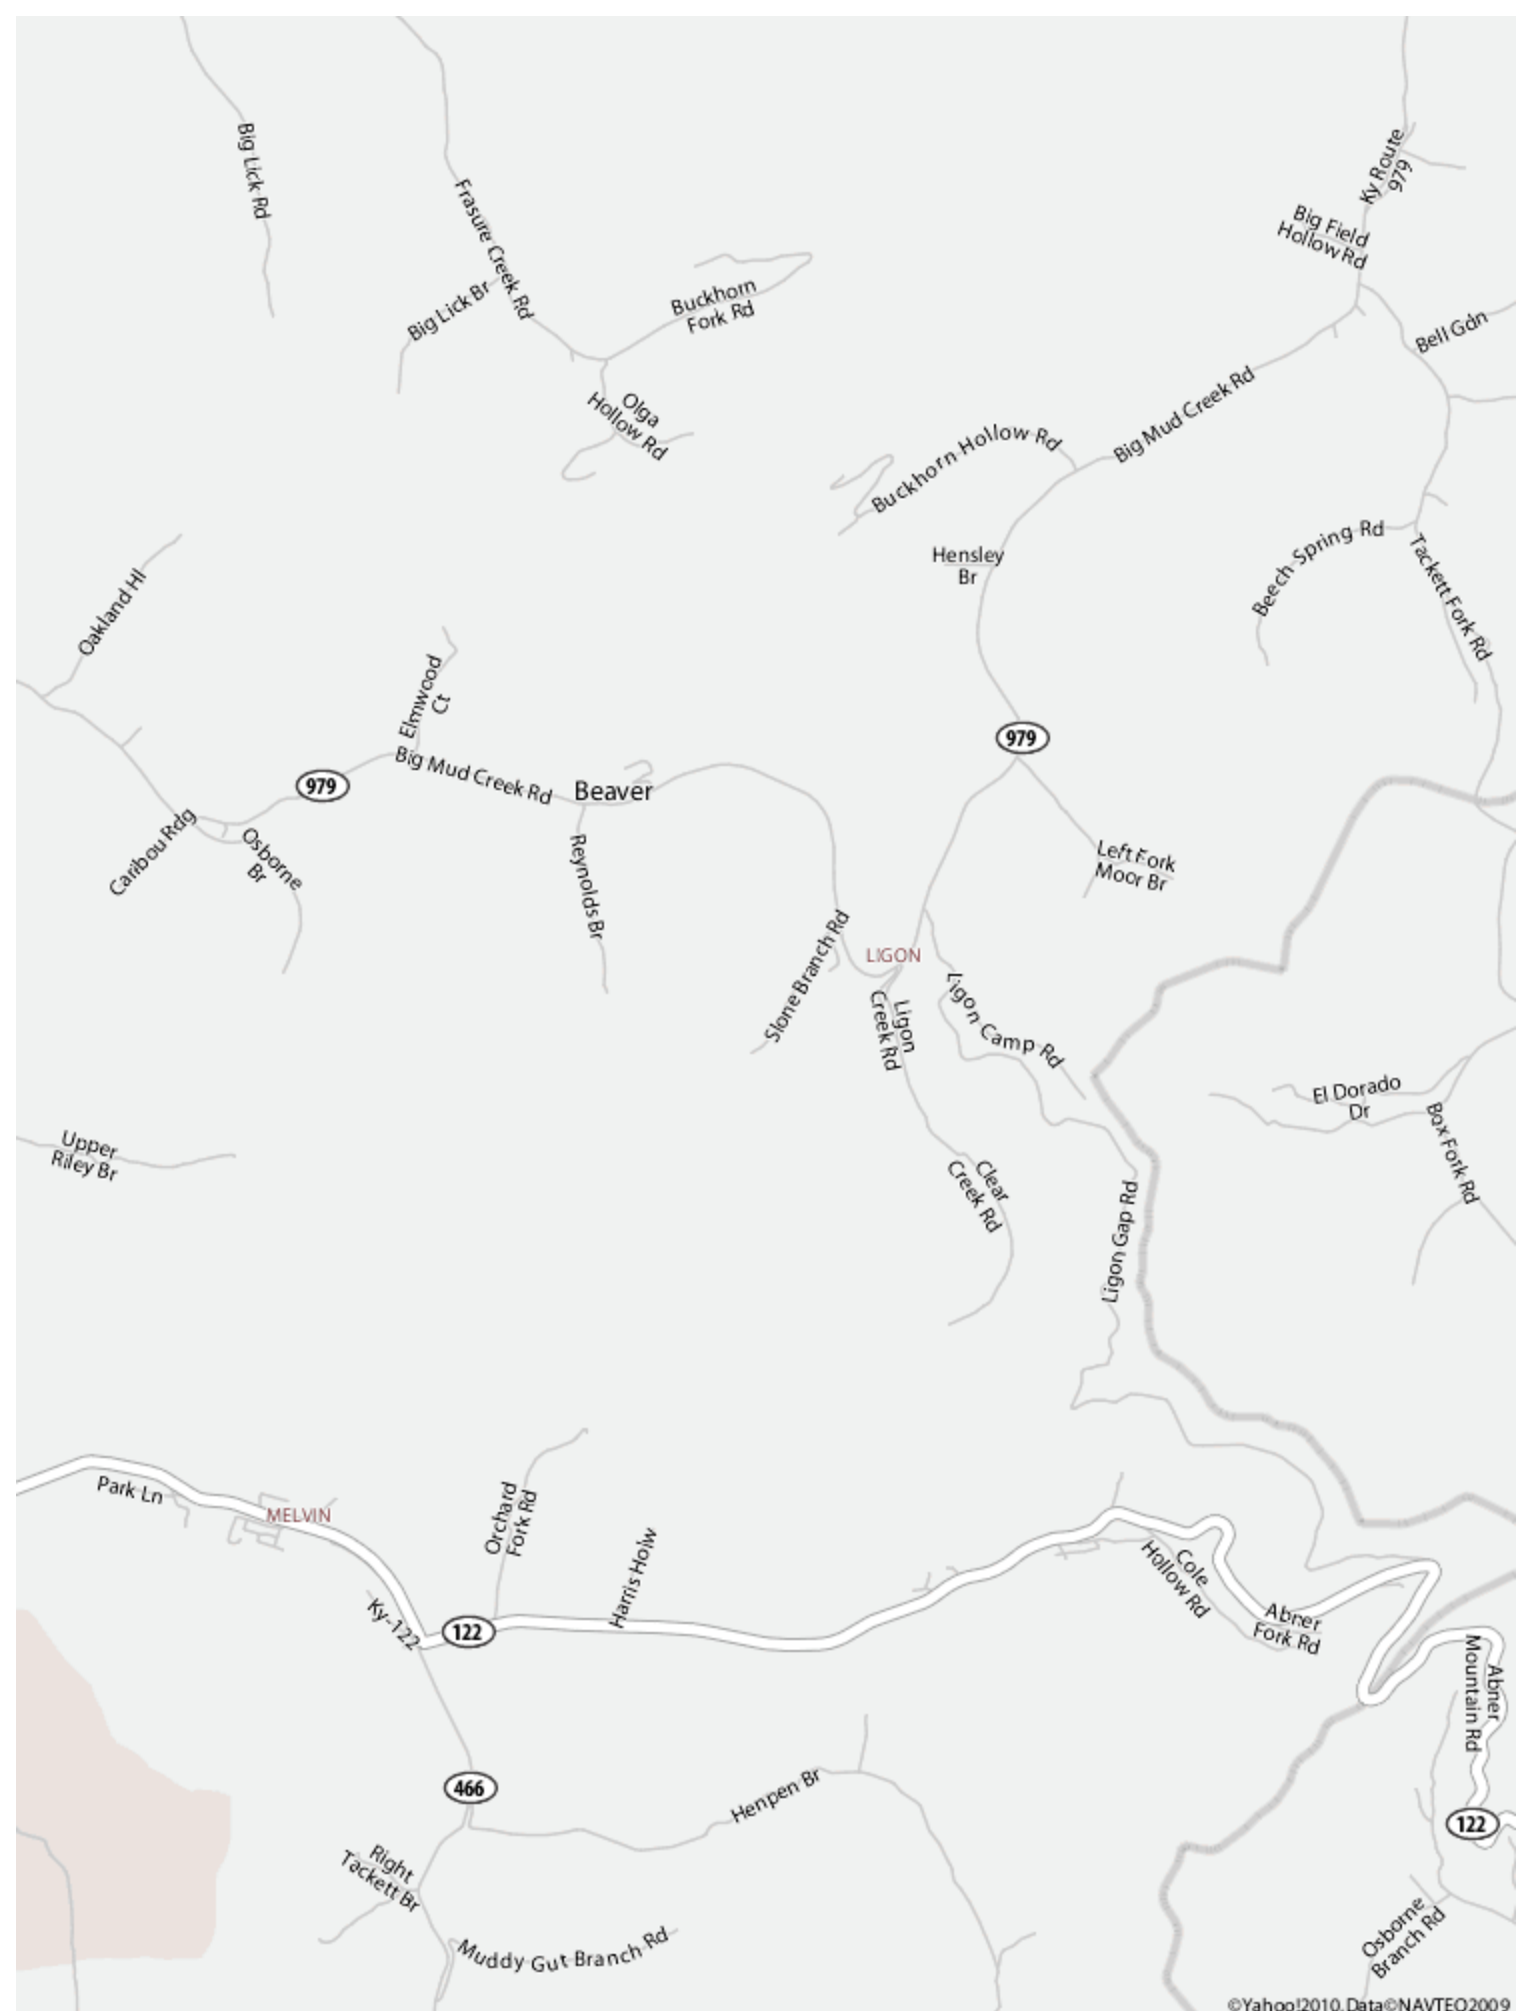 Big Lick Rd
Frasure Creek Rd
Ky Route
979
Big Field
Hollow Rd
Big Lick Br
Buckhorn
Fork Rd
Bell Gdn
Olga
Hollow Rd
Big Mud Creek Rd
Buckhorn Hollow Rd
Hensley
Br
Beech Spring Rd
Tackett Fork Rd
Oakland Hl
Elmwood
Ct
979
Big Mud Creek Rd
979
Beaver
Caribou Rdg
Osborne
Br
Reynolds Br
Left Fork
Moor Br
Slone Branch Rd
LIGON
Ligon
Creek Rd
Ligon Camp Rd
El Dorado
Dr
Box Fork Rd
Upper
Riley Br
Clear
Creek Rd
Ligon Gap Rd
Park Ln
MELVIN
Orchard
Fork Rd
Harris Holw
Cole
Hollow Rd
Abner
Fork Rd
Ky-122
122
Abner
Mountain Rd
466
Henpen Br
122
Right
Tackett Br
Muddy Gut Branch Rd
Osborne
Branch Rd
©Yahoo!2010, Data©NAVTEQ2009